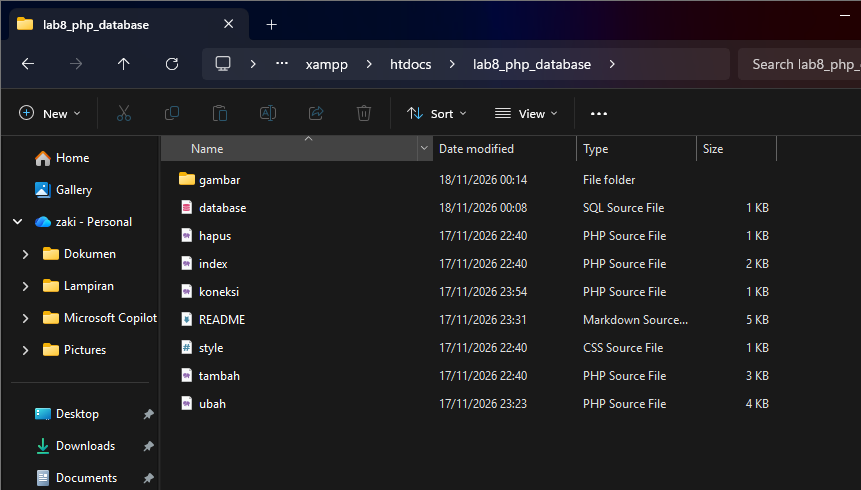 lab8_php_database
xampp
htdocs
lab8_php_database
Search lab8_php_
New
Sort
View
Name
Date modified
Type
Size
Home
Gallery
zaki - Personal
Dokumen
Lampiran
Microsoft Copilot
Pictures
Desktop
Downloads
Documents
gambar 18/11/2026 00:14 File folder
database 18/11/2026 00:08 SQL Source File 1 KB
hapus 17/11/2026 22:40 PHP Source File 1 KB
index 17/11/2026 22:40 PHP Source File 2 KB
koneksi 17/11/2026 23:54 PHP Source File 1 KB
README 17/11/2026 23:31 Markdown Source... 5 KB
style 17/11/2026 22:40 CSS Source File 1 KB
tambah 17/11/2026 22:40 PHP Source File 3 KB
ubah 17/11/2026 23:23 PHP Source File 4 KB